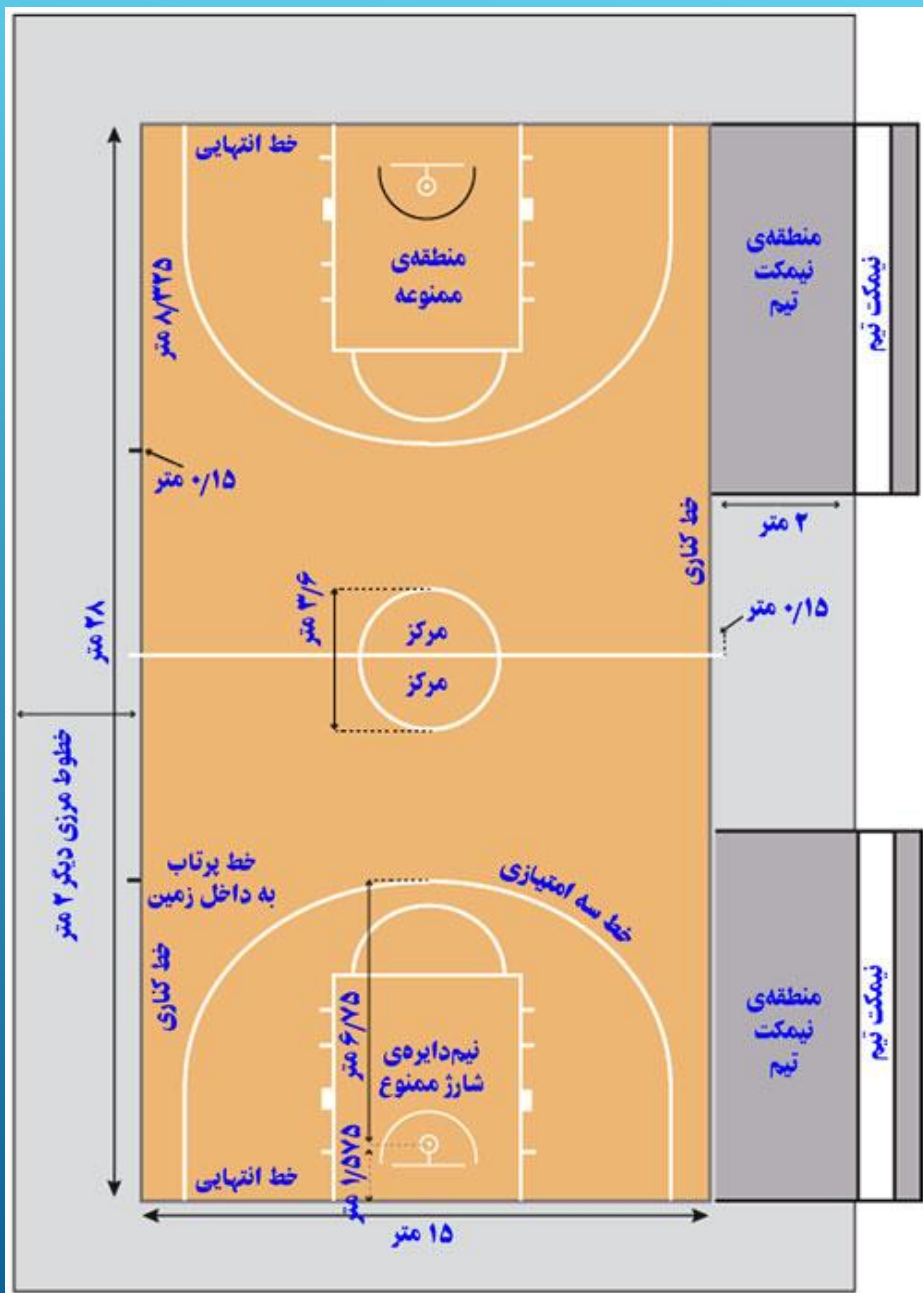 خط انتهایی
منطقه‌ی
ممنوعه
منطقه‌ی
نیمکت
تیم
نیمکت تیم
۸/۳۲۵ متر
۰/۱۵ متر
خط کناری
۲ متر
۳/۶ متر
مرکز
مرکز
۰/۱۵ متر
۲۸ متر
خطوط مرزی دیگر ۲ متر
خط پرتاب
به داخل زمین
خط سه امتیازی
خط کناری
۶/۷۵ متر
نیم‌دایره‌ی
شارژ ممنوع
منطقه‌ی
نیمکت
تیم
نیمکت تیم
۱/۵۷۵ متر
خط انتهایی
۱۵ متر